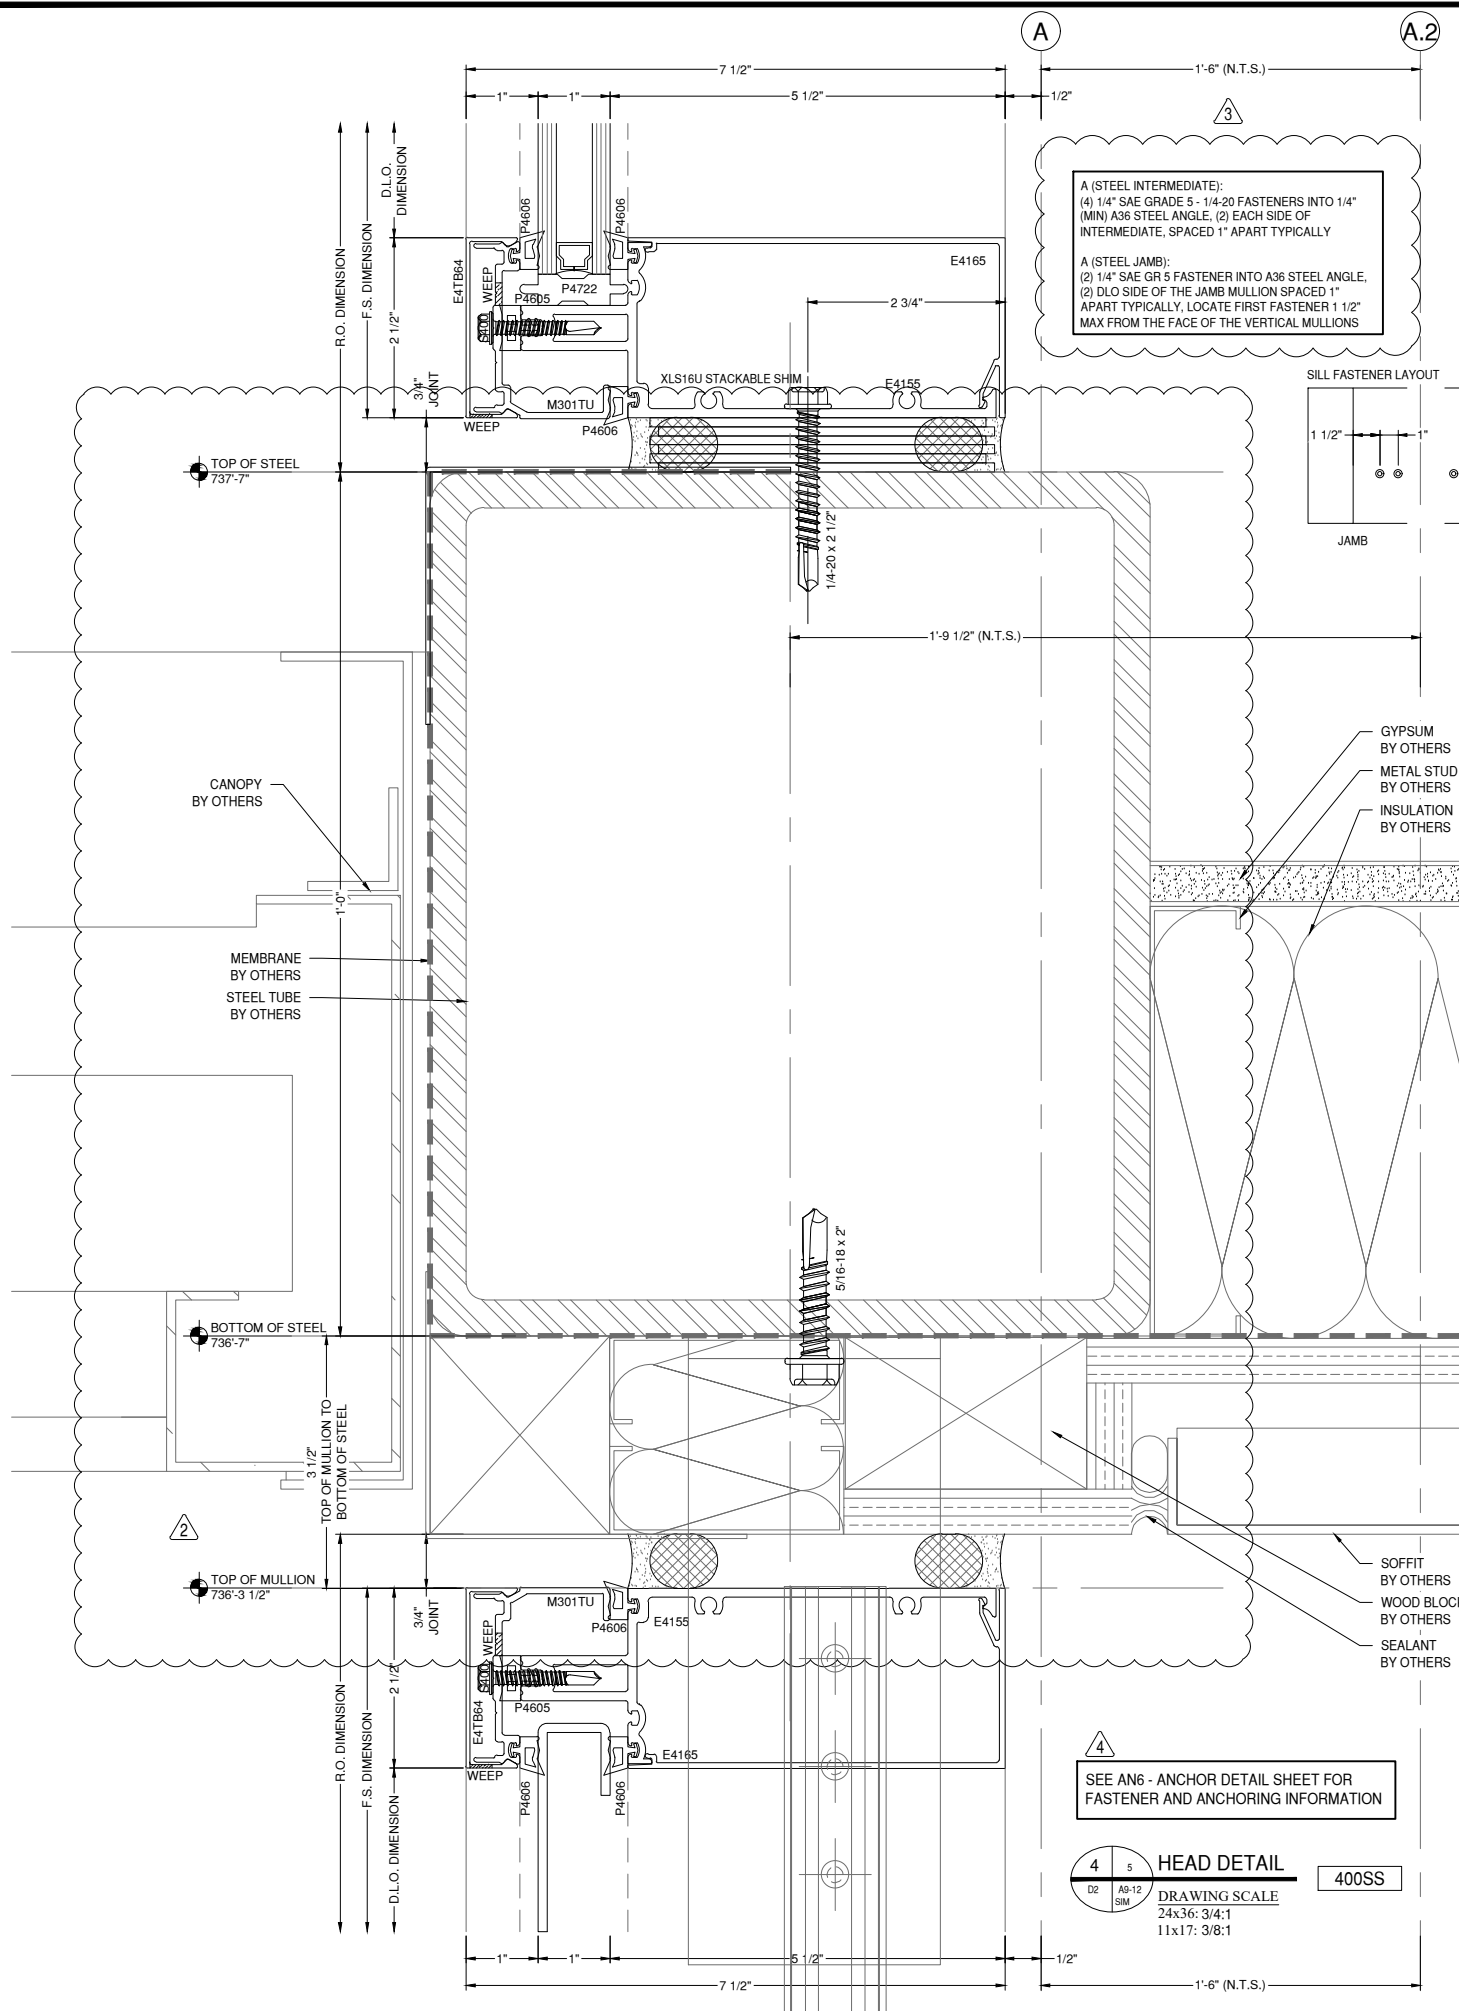 A
A.2
7 1/2"
1'-6" (N.T.S.)
1"
1"
5 1/2"
1/2"
3
R.O. DIMENSION
F.S. DIMENSION
D.L.O.
DIMENSION
2 1/2"
3/4"
JOINT
P4606
P4606
E4TB64
WEEP
P4605
P4722
S400
E4165
2 3/4"
A (STEEL INTERMEDIATE):
(4) 1/4" SAE GRADE 5 - 1/4-20 FASTENERS INTO 1/4"
(MIN) A36 STEEL ANGLE, (2) EACH SIDE OF
INTERMEDIATE, SPACED 1" APART TYPICALLY
A (STEEL JAMB):
(2) 1/4" SAE GR 5 FASTENER INTO A36 STEEL ANGLE,
(2) DLO SIDE OF THE JAMB MULLION SPACED 1"
APART TYPICALLY, LOCATE FIRST FASTENER 1 1/2"
MAX FROM THE FACE OF THE VERTICAL MULLIONS
XLS16U STACKABLE SHIM
E4155
M301TU
WEEP
P4606
SILL FASTENER LAYOUT
1 1/2"
1"
JAMB
TOP OF STEEL
737'-7"
1/4-20 x 2 1/2"
1'-9 1/2" (N.T.S.)
GYPSUM
BY OTHERS
METAL STUD
BY OTHERS
INSULATION
BY OTHERS
CANOPY
BY OTHERS
1'-0"
MEMBRANE
BY OTHERS
STEEL TUBE
BY OTHERS
5/16-18 x 2"
BOTTOM OF STEEL
736'-7"
3 1/2"
TOP OF MULLION TO
BOTTOM OF STEEL
2
TOP OF MULLION
736'-3 1/2"
3/4"
JOINT
SOFFIT
BY OTHERS
WOOD BLOC
BY OTHERS
SEALANT
BY OTHERS
M301TU
P4606
E4155
WEEP
S400
E4TB64
P4605
E4165
WEEP
P4606
P4606
R.O. DIMENSION
F.S. DIMENSION
2 1/2"
D.L.O. DIMENSION
4
SEE AN6 - ANCHOR DETAIL SHEET FOR
FASTENER AND ANCHORING INFORMATION
4
5
D2
A9-12
SIM
HEAD DETAIL
DRAWING SCALE
24x36: 3/4:1
11x17: 3/8:1
400SS
1"
1"
5 1/2"
1/2"
7 1/2"
1'-6" (N.T.S.)